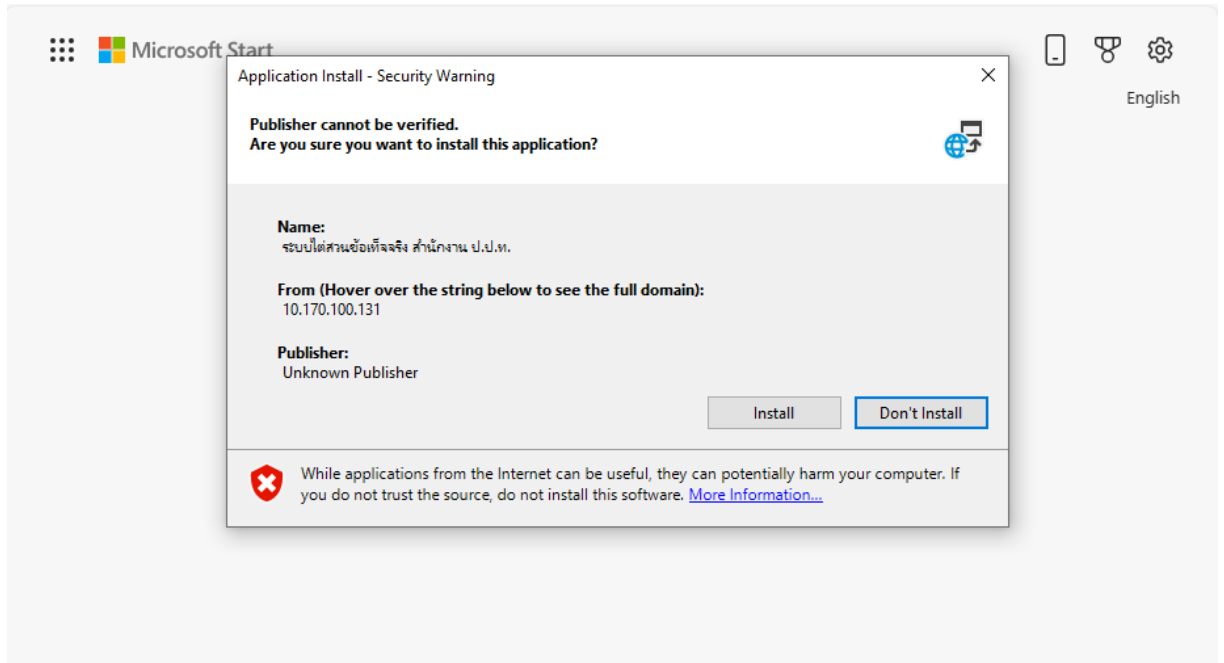 Microsoft Start
English
Application Install - Security Warning
Publisher cannot be verified.
Are you sure you want to install this application?
Name:
ระบบไต่สวนข้อเท็จจริง สำนักงาน ป.ป.ท.
From (Hover over the string below to see the full domain):
10.170.100.131
Publisher:
Unknown Publisher
Install
Don't Install
While applications from the Internet can be useful, they can potentially harm your computer. If
you do not trust the source, do not install this software. More Information...